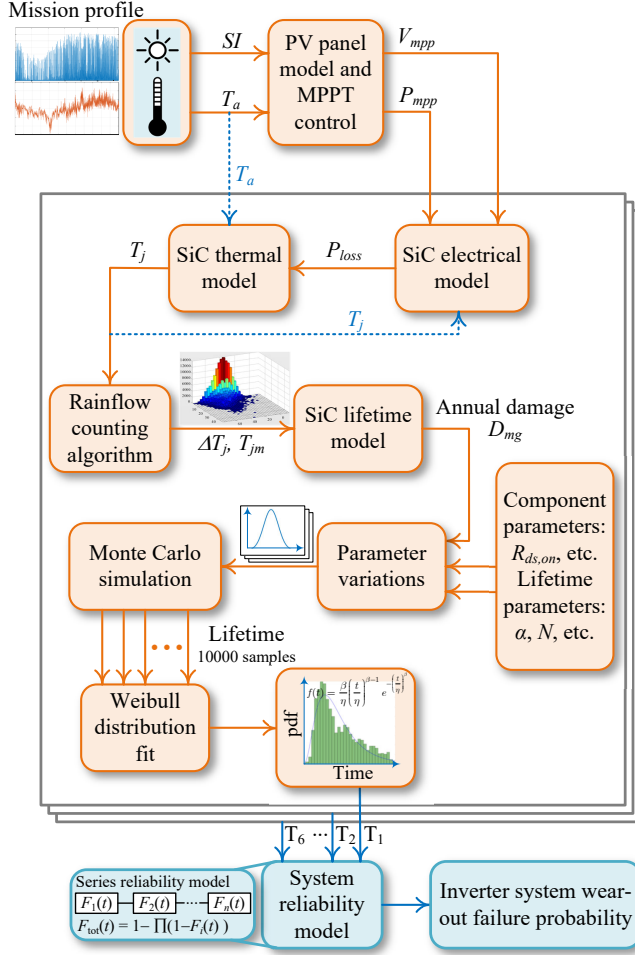 Mission profile
SI
T_a
PV panel
model and
MPPT
control
V_mpp
P_mpp
T_a
T_j
SiC thermal
model
P_loss
SiC electrical
model
T_j
Rainflow
counting
algorithm
ΔT_j, T_jm
SiC lifetime
model
Annual damage
D_mg
Component
parameters:
R_ds,on, etc.
Lifetime
parameters:
α, N, etc.
Monte Carlo
simulation
Parameter
variations
Lifetime
10000 samples
Weibull
distribution
fit
f(t) = β/η (t/η)^β−1 e^−(t/η)^β
pdf
Time
T_6 ··· T_2 T_1
Series reliability model
F_1(t) F_2(t) ····· F_n(t)
F_tot(t) = 1− ∏(1−F_i(t) )
System
reliability
model
Inverter system wear-
out failure probability